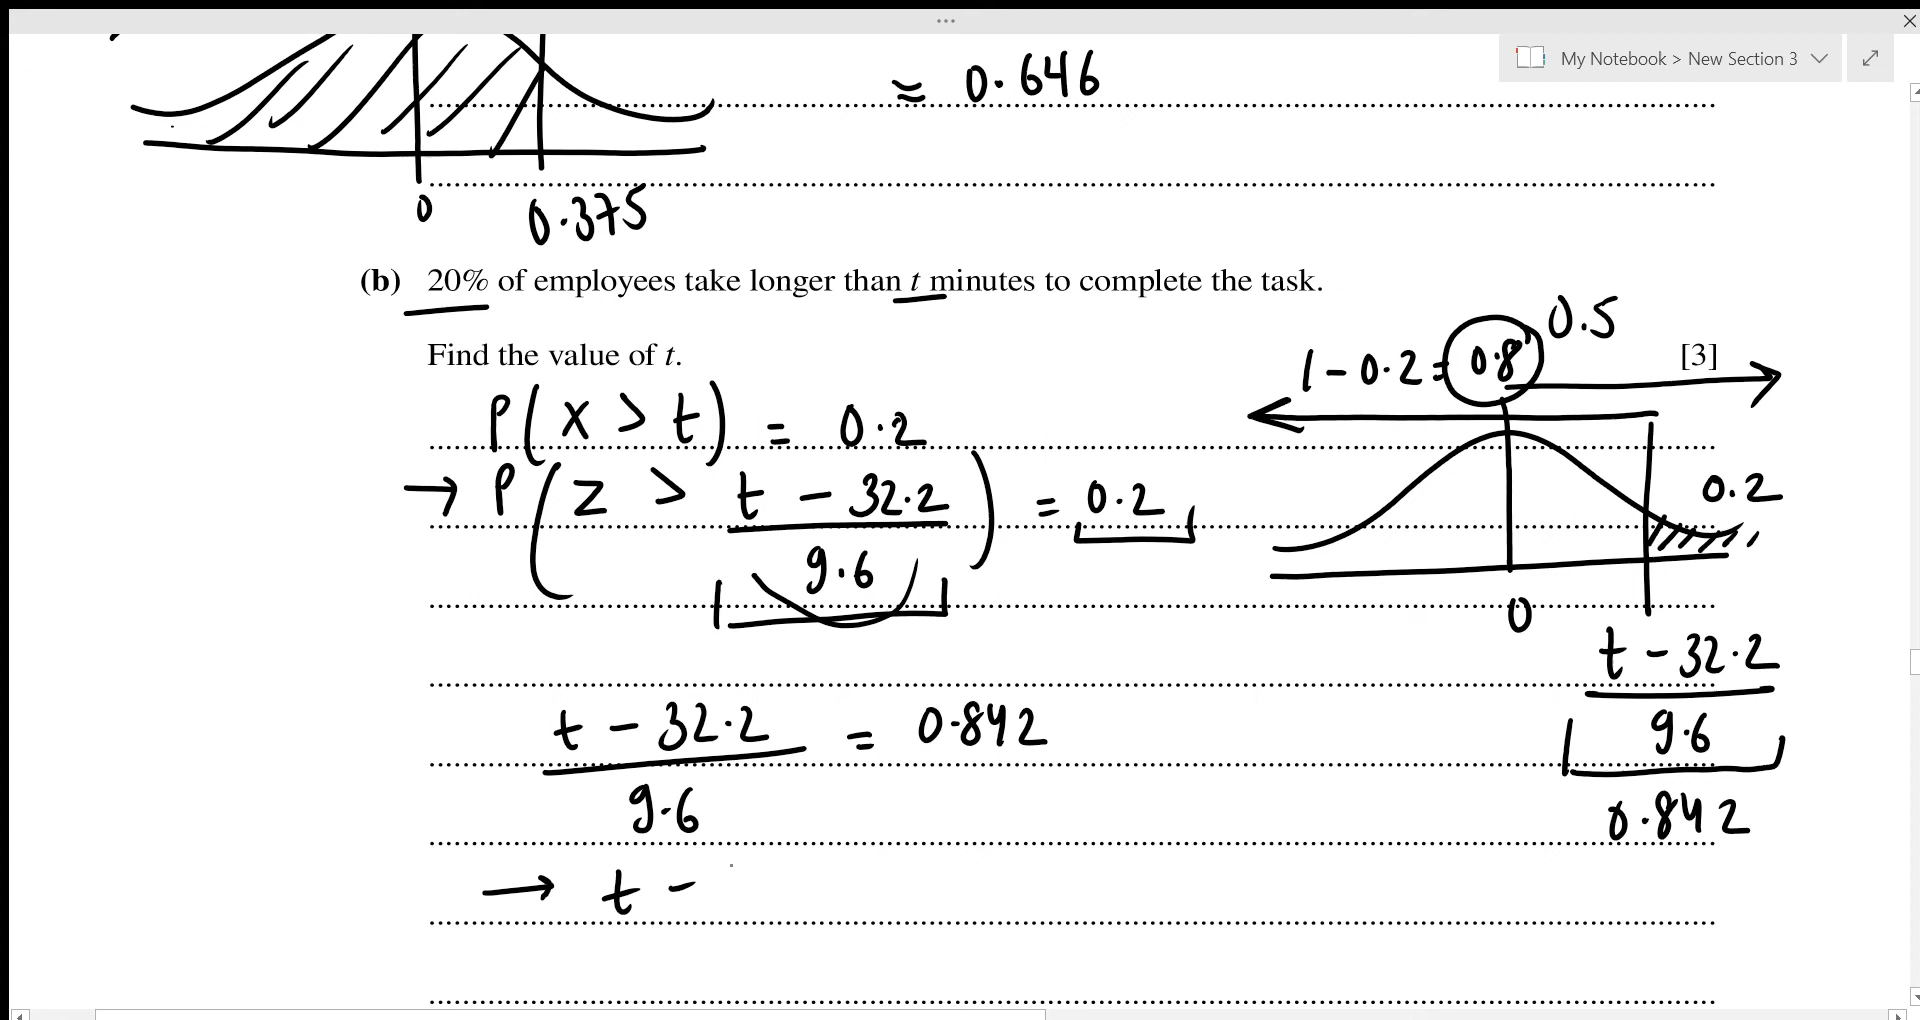 My Notebook > New Section 3
≈ 0.646
0 0.375
(b) 20% of employees take longer than t minutes to complete the task.
Find the value of t.
[3]
P(X > t) = 0.2
→ P(Z > (t - 32.2)/9.6) = 0.2
(t - 32.2)/9.6 = 0.842
→ t -
1 - 0.2 = 0.8
0.5
0.2
0
(t - 32.2)/9.6
0.842